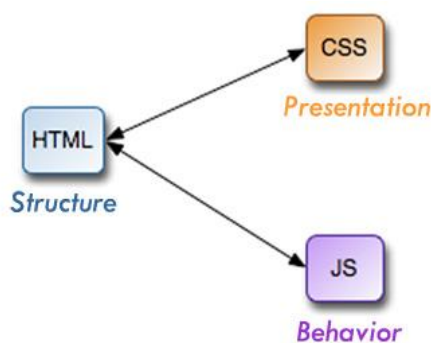 CSS
Presentation
HTML
Structure
JS
Behavior